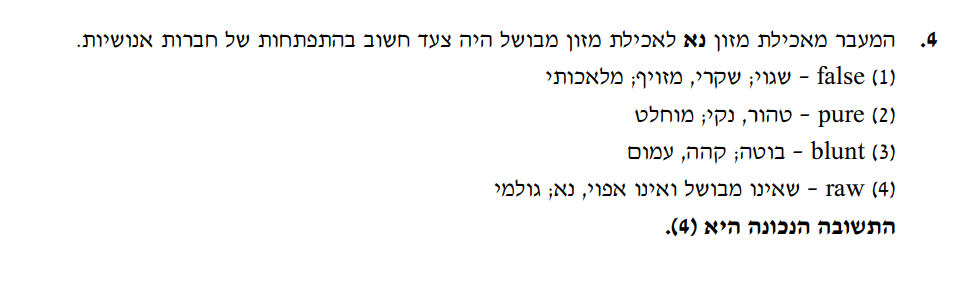 4. המעבר מאכילת מזון נא לאכילת מזון מבושל היה צעד חשוב בהתפתחות של חברות אנושיות.
(1) false – שגוי; שקרי, מזויף; מלאכותי
(2) pure – טהור, נקי; מוחלט
(3) blunt – בוטה; קהה, עמום
(4) raw – שאינו מבושל ואינו אפוי, נא; גולמי
התשובה הנכונה היא (4).